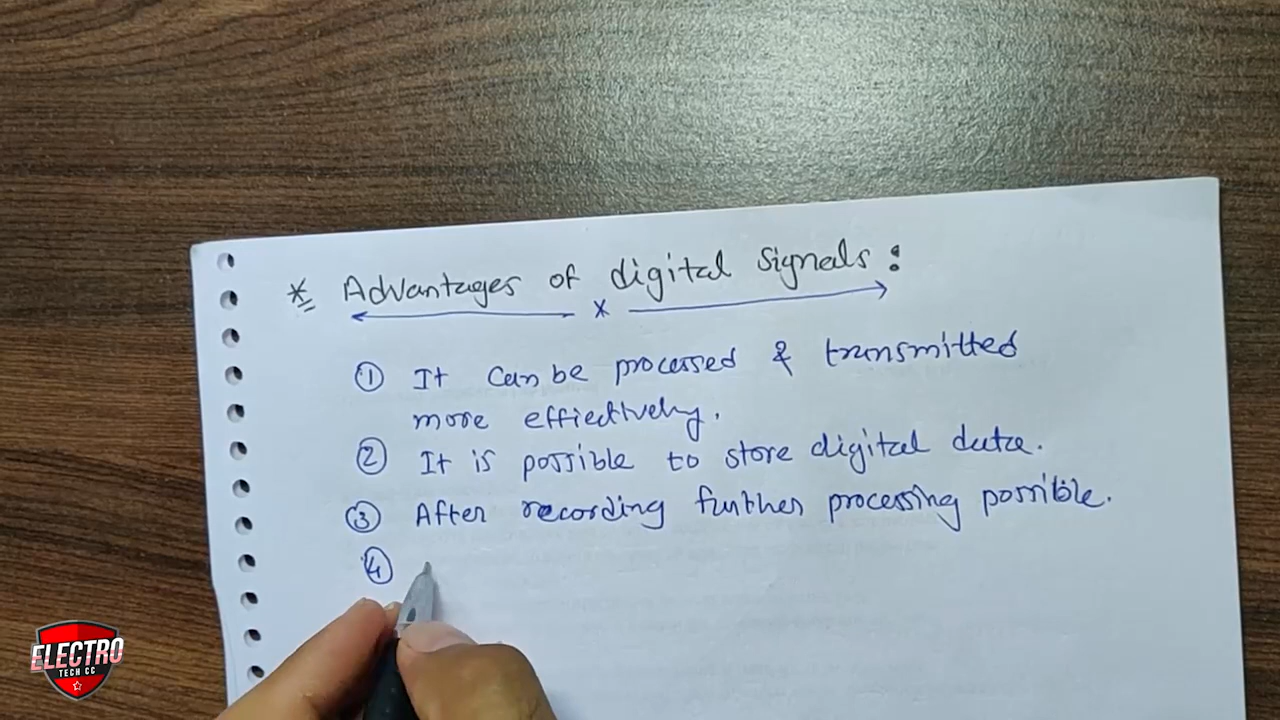 * Advantages of digital signals :
x
① It can be processed & transmitted
more effiectively.
② It is possible to store digital data.
③ After recording further processing possible.
④
ELECTRO
TECH CC